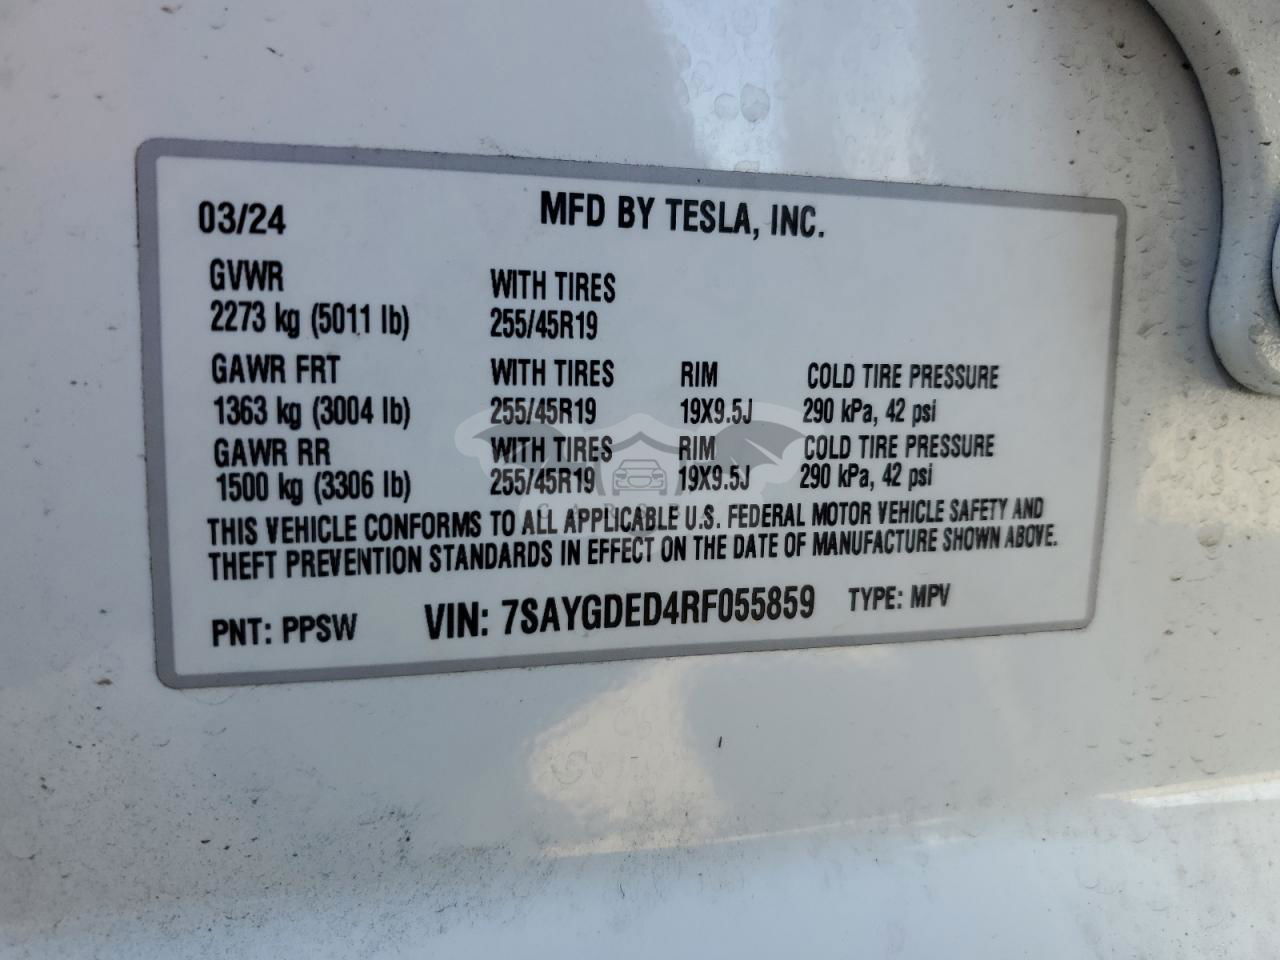 03/24 MFD BY TESLA, INC.
GVWR WITH TIRES
2273 kg (5011 lb) 255/45R19
GAWR FRT WITH TIRES RIM COLD TIRE PRESSURE
1363 kg (3004 lb) 255/45R19 19X9.5J 290 kPa, 42 psi
GAWR RR WITH TIRES RIM COLD TIRE PRESSURE
1500 kg (3306 lb) 255/45R19 19X9.5J 290 kPa, 42 psi
THIS VEHICLE CONFORMS TO ALL APPLICABLE U.S. FEDERAL MOTOR VEHICLE SAFETY AND
THEFT PREVENTION STANDARDS IN EFFECT ON THE DATE OF MANUFACTURE SHOWN ABOVE.
PNT: PPSW VIN: 7SAYGDED4RF055859 TYPE: MPV